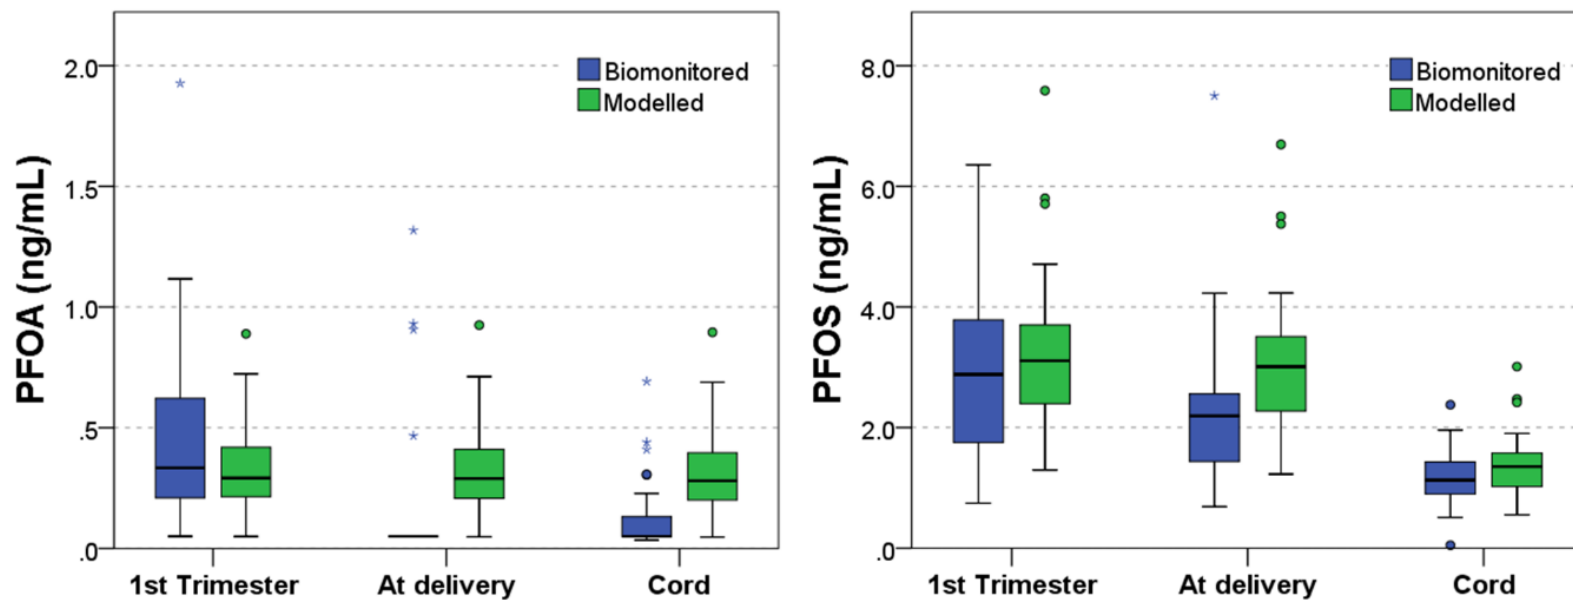 PFOA (ng/mL)
2.0
1.5
1.0
.5
.0
Biomonitored
Modelled
1st Trimester
At delivery
Cord
PFOS (ng/mL)
8.0
6.0
4.0
2.0
.0
Biomonitored
Modelled
1st Trimester
At delivery
Cord